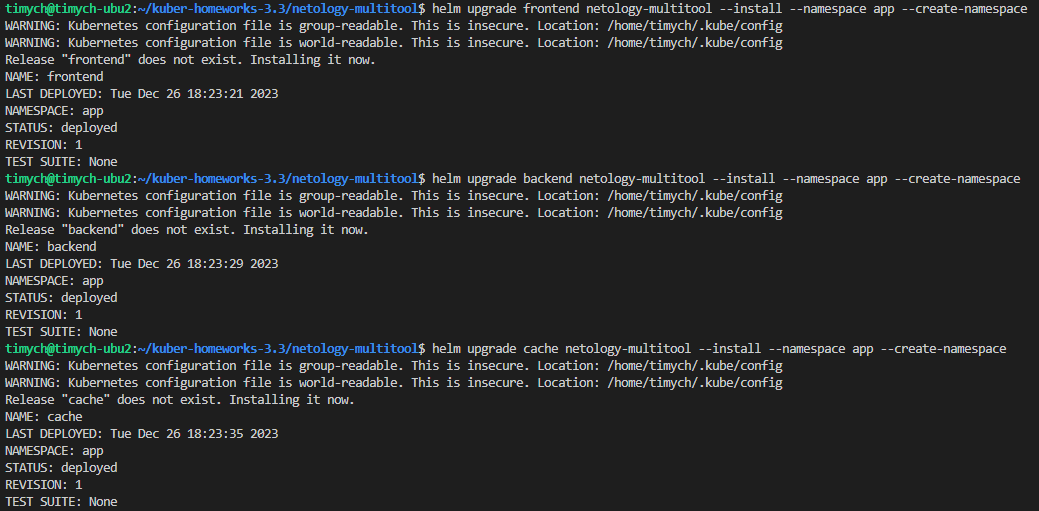 timych@timych-ubu2:~/kuber-homeworks-3.3/netology-multitool$ helm upgrade frontend netology-multitool --install --namespace app --create-namespace
WARNING: Kubernetes configuration file is group-readable. This is insecure. Location: /home/timych/.kube/config
WARNING: Kubernetes configuration file is world-readable. This is insecure. Location: /home/timych/.kube/config
Release "frontend" does not exist. Installing it now.
NAME: frontend
LAST DEPLOYED: Tue Dec 26 18:23:21 2023
NAMESPACE: app
STATUS: deployed
REVISION: 1
TEST SUITE: None
timych@timych-ubu2:~/kuber-homeworks-3.3/netology-multitool$ helm upgrade backend netology-multitool --install --namespace app --create-namespace
WARNING: Kubernetes configuration file is group-readable. This is insecure. Location: /home/timych/.kube/config
WARNING: Kubernetes configuration file is world-readable. This is insecure. Location: /home/timych/.kube/config
Release "backend" does not exist. Installing it now.
NAME: backend
LAST DEPLOYED: Tue Dec 26 18:23:29 2023
NAMESPACE: app
STATUS: deployed
REVISION: 1
TEST SUITE: None
timych@timych-ubu2:~/kuber-homeworks-3.3/netology-multitool$ helm upgrade cache netology-multitool --install --namespace app --create-namespace
WARNING: Kubernetes configuration file is group-readable. This is insecure. Location: /home/timych/.kube/config
WARNING: Kubernetes configuration file is world-readable. This is insecure. Location: /home/timych/.kube/config
Release "cache" does not exist. Installing it now.
NAME: cache
LAST DEPLOYED: Tue Dec 26 18:23:35 2023
NAMESPACE: app
STATUS: deployed
REVISION: 1
TEST SUITE: None